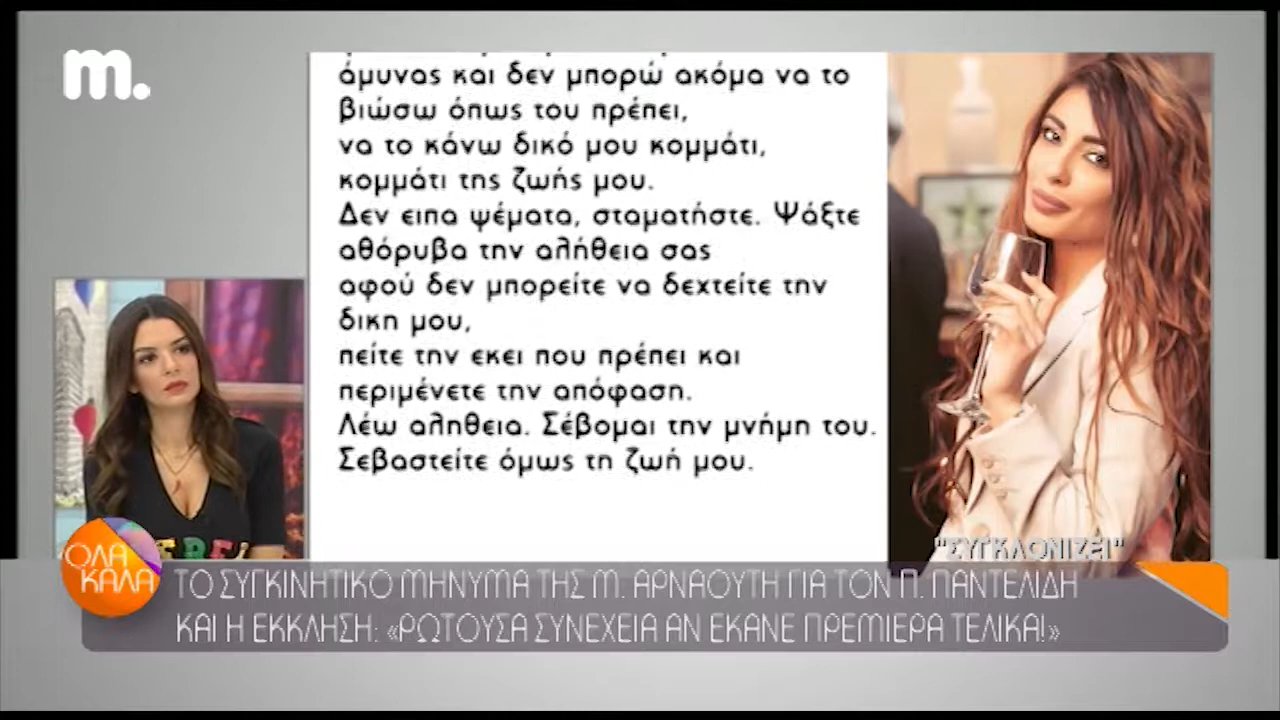 m.
άμυνας και δεν μπορώ ακόμα να το
βιώσω όπως του πρέπει,
να το κάνω δικό μου κομμάτι,
κομμάτι της ζωής μου.
Δεν ειπα ψέματα, σταματήστε. Ψάξτε
αθόρυβα την αλήθεια σας
αφού δεν μπορείτε να δεχτείτε την
δικη μου,
πείτε την εκει που πρέπει και
περιμένετε την απόφαση.
Λέω αληθεια. Σέβομαι την μνήμη του.
Σεβαστείτε όμως τη ζωή μου.
"ΣΥΓΚΛΟΝΙΖΕΙ"
ΟΛΑ
ΚΑΛΑ
ΤΟ ΣΥΓΚΙΝΗΤΙΚΟ ΜΗΝΥΜΑ ΤΗΣ Μ. ΑΡΝΑΟΥΤΗ ΓΙΑ ΤΟΝ Π. ΠΑΝΤΕΛΙΔΗ
ΚΑΙ Η ΕΚΚΛΗΣΗ: «ΡΩΤΟΥΣΑ ΣΥΝΕΧΕΙΑ ΑΝ ΕΚΑΝΕ ΠΡΕΜΙΕΡΑ ΤΕΛΙΚΑ!»